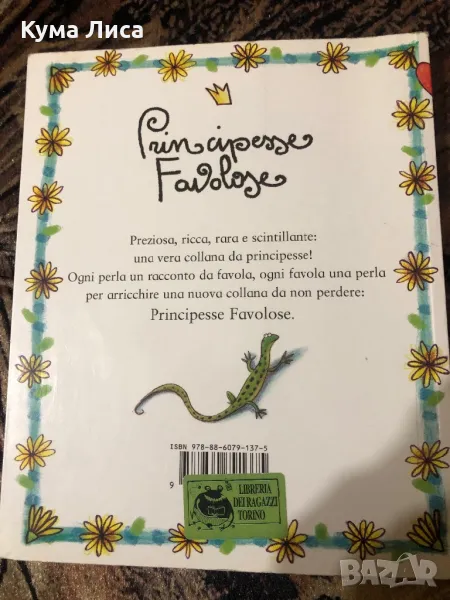 Кума Лиса
Principesse
Favolose
Preziosa, ricca, rara e scintillante:
una vera collana da principesse!
Ogni perla un racconto da favola, ogni favola una perla
per arricchire una nuova collana da non perdere:
Principesse Favolose.
ISBN 978-88-6079-137-5
9
LIBRERIA
DEI RAGAZZI
TORINO
BAZAR